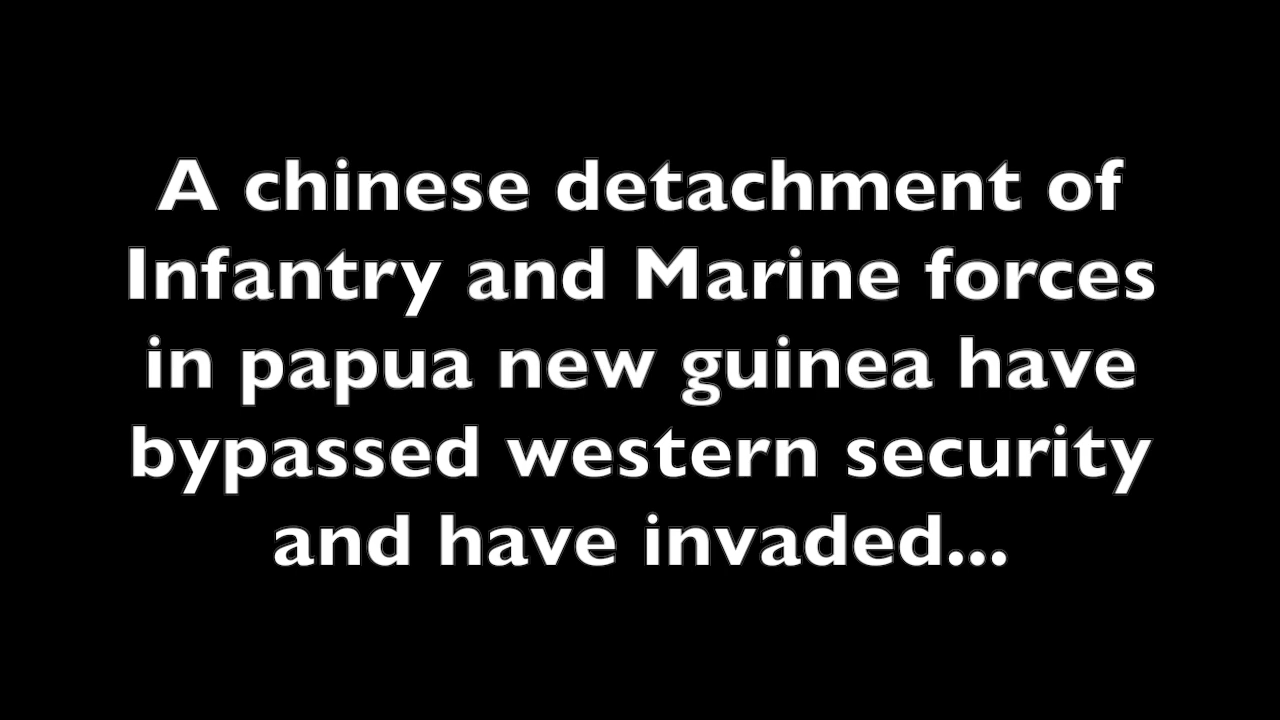 A chinese detachment of
Infantry and Marine forces
in papua new guinea have
bypassed western security
and have invaded...